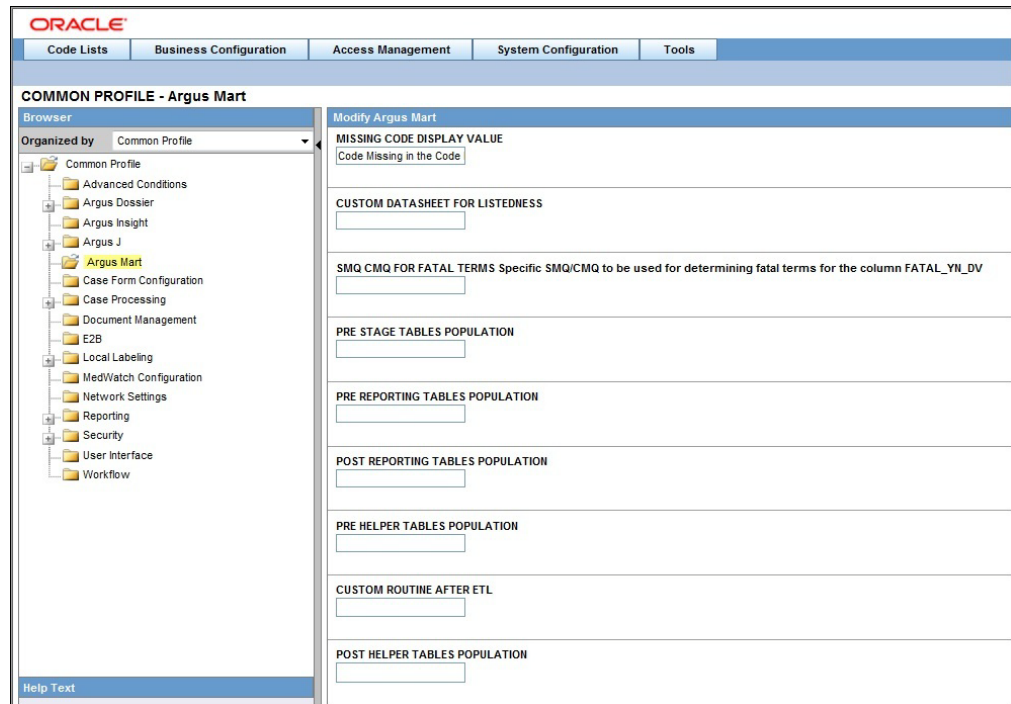 ORACLE
Code Lists
Business Configuration
Access Management
System Configuration
Tools
COMMON PROFILE - Argus Mart
Browser
Organized by Common Profile
Common Profile
Advanced Conditions
Argus Dossier
Argus Insight
Argus J
Argus Mart
Case Form Configuration
Case Processing
Document Management
E2B
Local Labeling
MedWatch Configuration
Network Settings
Reporting
Security
User Interface
Workflow
Help Text
Modify Argus Mart
MISSING CODE DISPLAY VALUE
Code Missing in the Code
CUSTOM DATASHEET FOR LISTEDNESS
SMQ CMQ FOR FATAL TERMS Specific SMQ/CMQ to be used for determining fatal terms for the column FATAL_YN_DV
PRE STAGE TABLES POPULATION
PRE REPORTING TABLES POPULATION
POST REPORTING TABLES POPULATION
PRE HELPER TABLES POPULATION
CUSTOM ROUTINE AFTER ETL
POST HELPER TABLES POPULATION